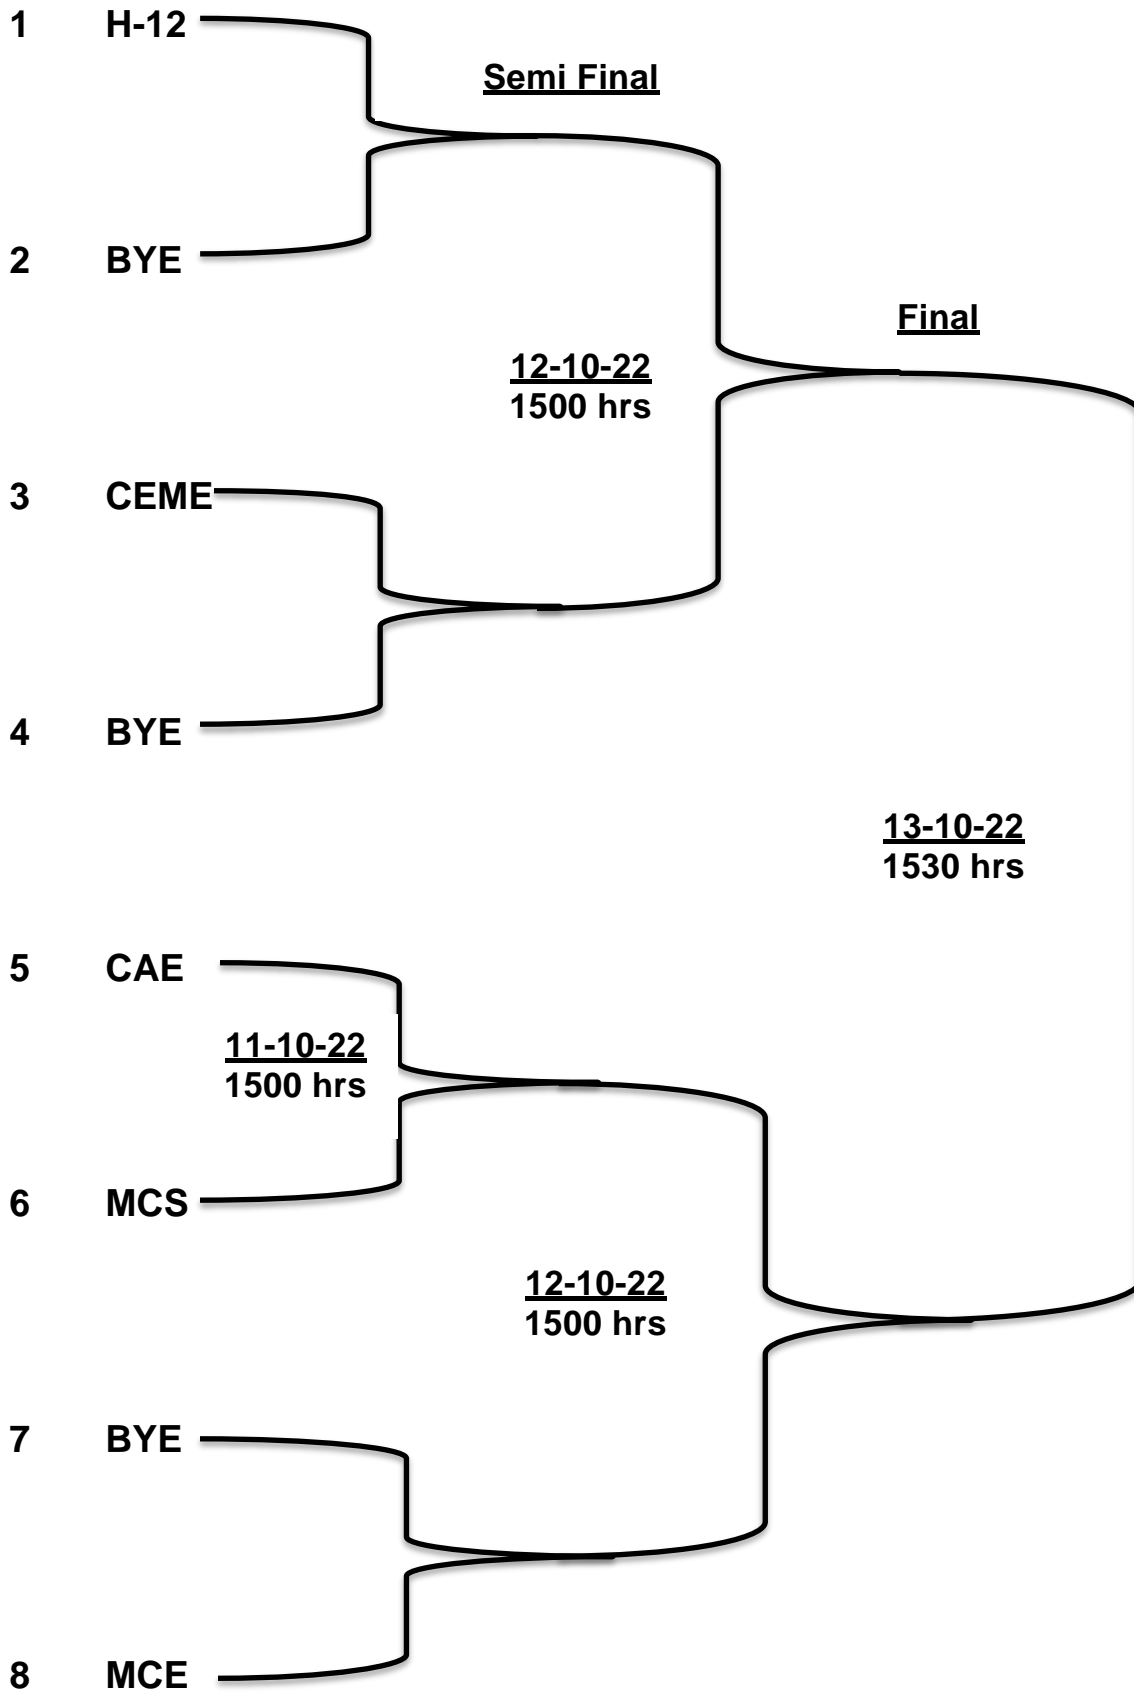 1 H-12
Semi Final
2 BYE
Final
12-10-22
1500 hrs
3 CEME
4 BYE
13-10-22
1530 hrs
5 CAE
11-10-22
1500 hrs
6 MCS
12-10-22
1500 hrs
7 BYE
8 MCE